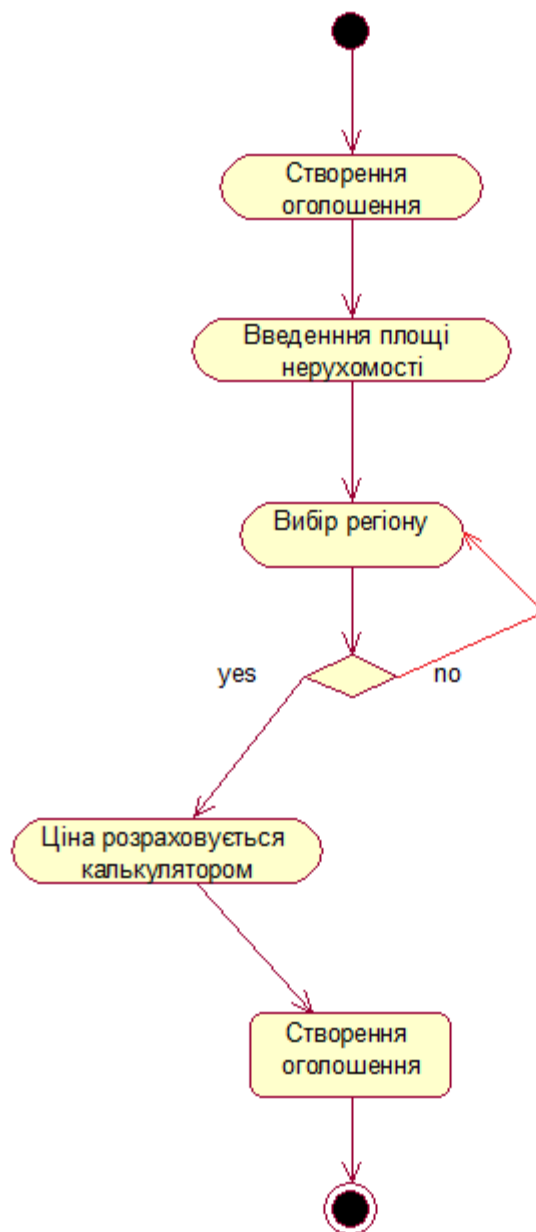 Створення
оголошення
Введенння площі
нерухомості
Вибір регіону
yes
no
Ціна розраховується
калькулятором
Створення
оголошення